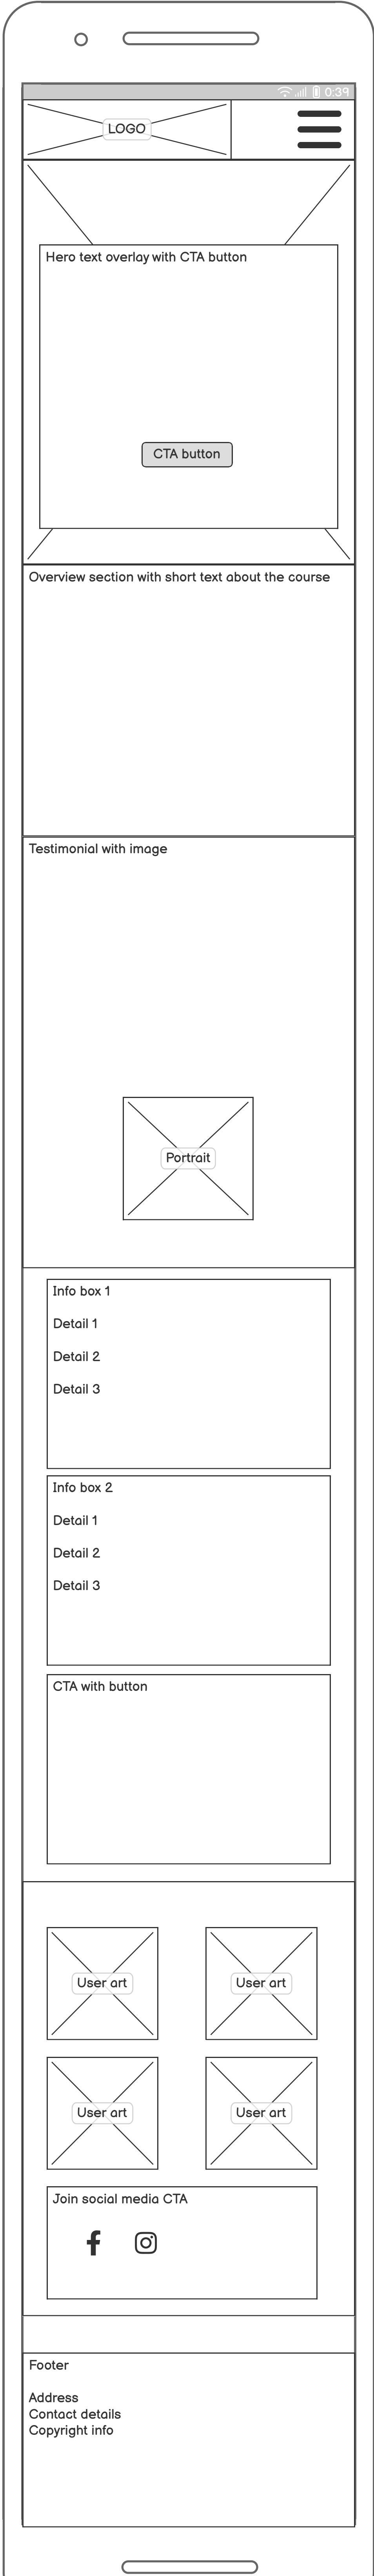 0:39
LOGO
Hero text overlay with CTA button
CTA button
Overview section with short text about the course
Testimonial with image
Portrait
Info box 1
Detail 1
Detail 2
Detail 3
Info box 2
Detail 1
Detail 2
Detail 3
CTA with button
User art
User art
User art
User art
Join social media CTA
Footer
Address
Contact details
Copyright info